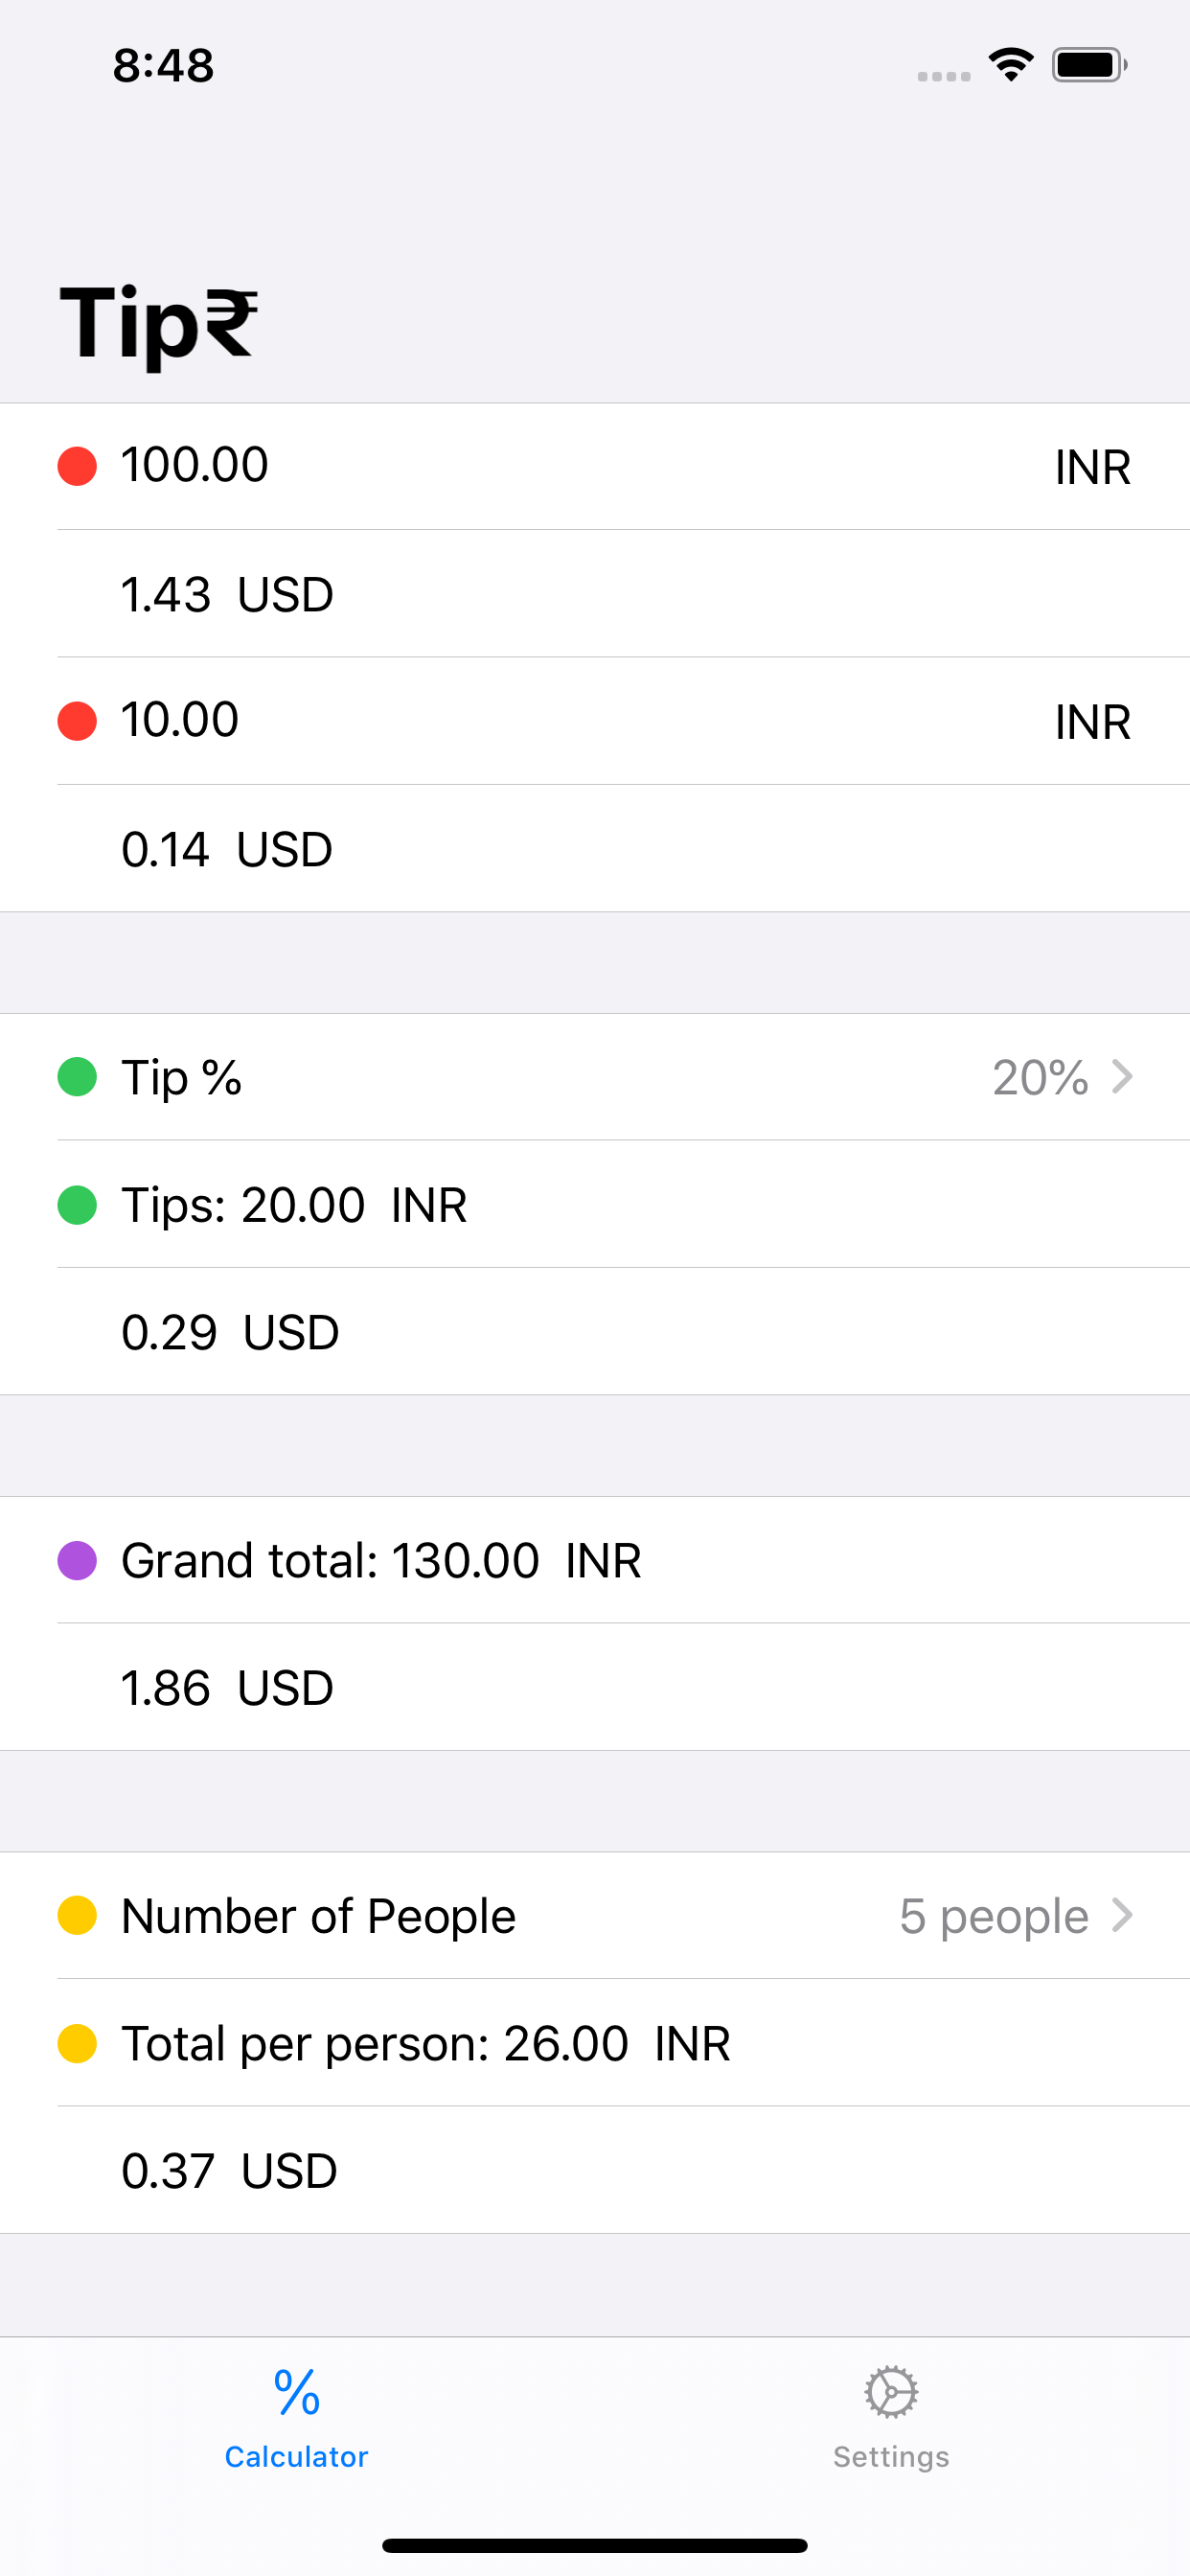 8:48
Tip₹
100.00 INR
1.43 USD
10.00 INR
0.14 USD
Tip % 20%
Tips: 20.00 INR
0.29 USD
Grand total: 130.00 INR
1.86 USD
Number of People 5 people
Total per person: 26.00 INR
0.37 USD
% 
Calculator Settings